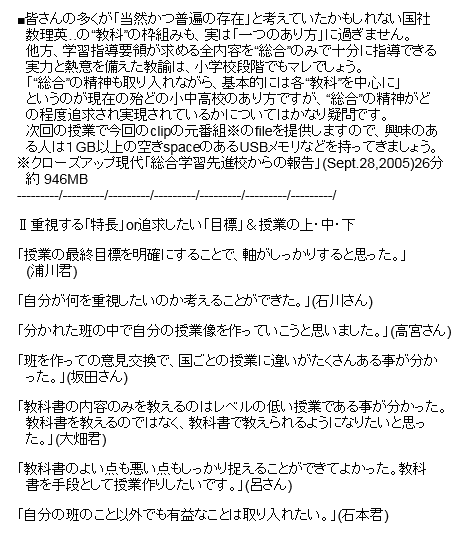 ■皆さんの多くが「当然かつ普遍の存在」と考えていたかもしれない国社
数理英‥の“教科”の枠組みも、実は「一つのあり方」に過ぎません。
他方、学習指導要領が求める全内容を“総合”のみで十分に指導できる
実力と熱意を備えた教諭は、小学校段階でもマレでしょう。
「“総合”の精神も取り入れながら、基本的には各“教科を中心に」
というのが現在の殆どの小中高校のあり方ですが、“総合”の精神がど
の程度追求され実現されているかについてはかなり疑問です。
次回の授業で今回のclipの元番組※のfileを提供しますので、興味のあ
る人は１GB以上の空きspaceのあるUSBメモリなどを持ってきましょう。
※クローズアップ現代「総合学習先進校からの報告」(Sept.28,2005)26分
約 946MB
---------/---------/---------/---------/---------/---------/---------/
Ⅱ重視する「特長」or追求したい「目標」＆授業の上・中・下
「授業の最終目標を明確にすることで、軸がしっかりすると思った。」
(浦川君)
「自分が何を重視したいのか考えることができた。」(石川さん)
「分かれた班の中で自分の授業像を作っていこうと思いました。」(高宮さん)
「班を作っての意見交換で、国ごとの授業に違いがたくさんある事が分か
った。」(坂田さん)
「教科書の内容のみを教えるのはレベルの低い授業である事が分かった。
教科書を教えるのではなく、教科書で教えられるようになりたいと思っ
た。」(大畑君)
「教科書のよい点も悪い点もしっかり捉えることができてよかった。教科
書を手段として授業作りしたいです。」(呂さん)
「自分の班のこと以外でも有益なことは取り入れたい。」(石本君)